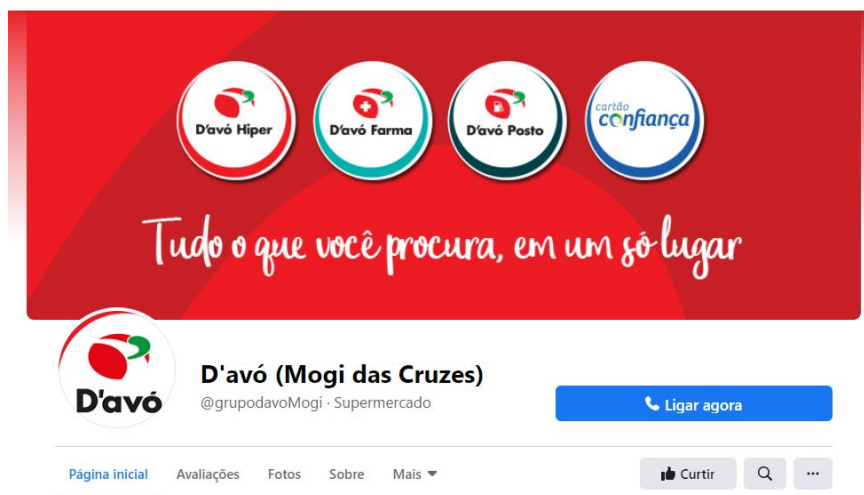 D'avó Hiper
D'avó Farma
D'avó Posto
cartão
confiança
Tudo o que você procura, em um só lugar
D'avó
D'avó (Mogi das Cruzes)
@grupodavoMogi · Supermercado
Ligar agora
Página inicial
Avaliações
Fotos
Sobre
Mais
Curtir